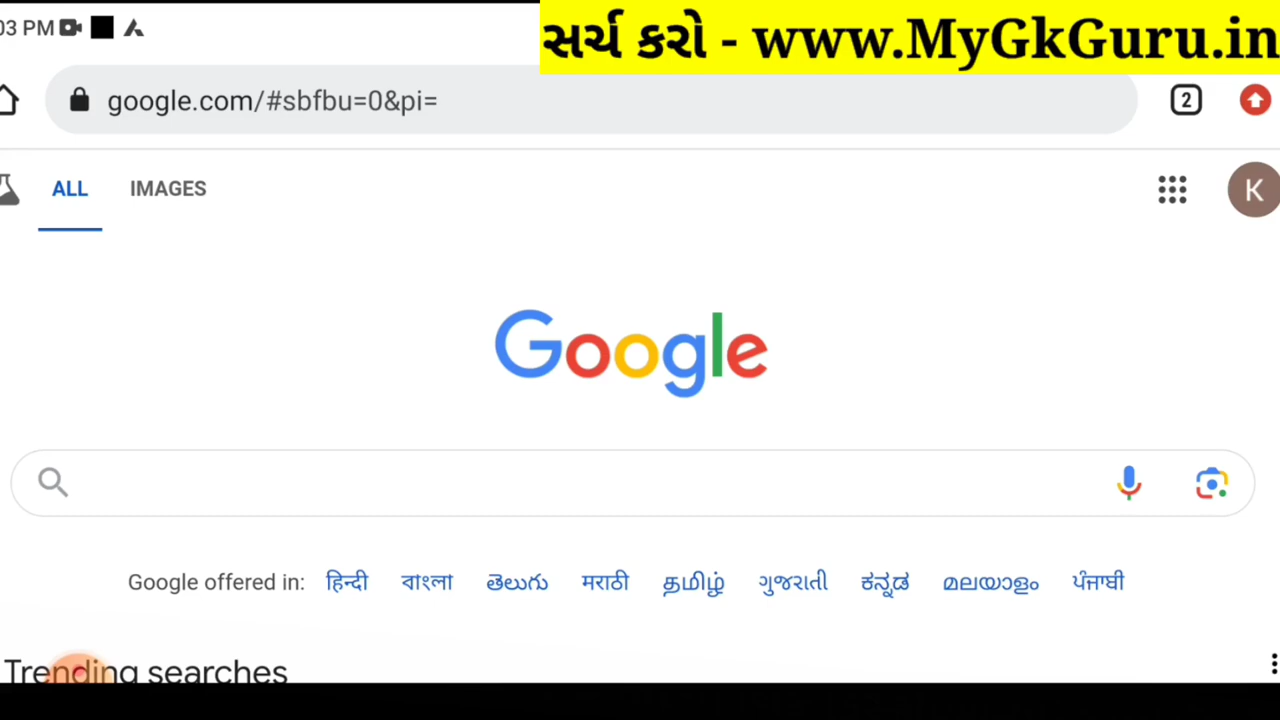 03 PM
સર્ચ કરો - www.MyGkGuru.in
google.com/#sbfbu=0&pi=
2
ALL IMAGES
K
Google
Google offered in: हिन्दी বাংলা తెలుగు मराठी தமிழ் ગુજરાતી ಕನ್ನಡ മലയാളം ਪੰਜਾਬੀ
Trending searches